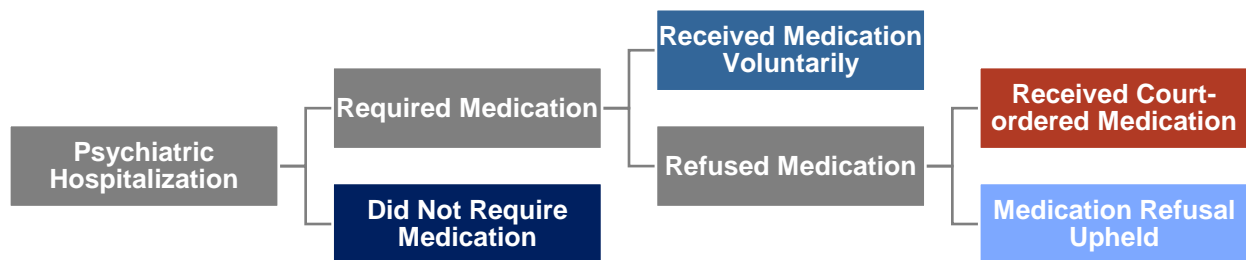 Psychiatric
Hospitalization
Required Medication
Did Not Require
Medication
Received Medication
Voluntarily
Refused Medication
Received Court-
ordered Medication
Medication Refusal
Upheld